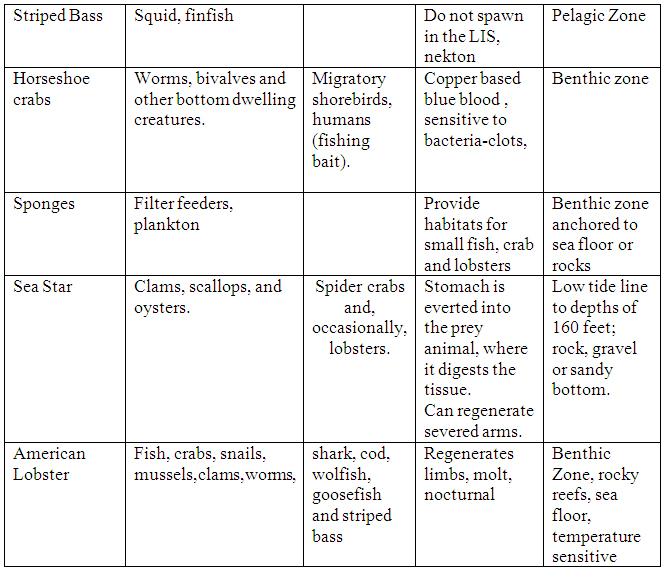 Striped Bass
Squid, finfish
Do not spawn
in the LIS,
nekton
Pelagic Zone
Horseshoe
crabs
Worms, bivalves and
other bottom dwelling
creatures.
Migratory
shorebirds,
humans
(fishing
bait).
Copper based
blue blood ,
sensitive to
bacteria-clots,
Benthic zone
Sponges
Filter feeders,
plankton
Provide
habitats for
small fish, crab
and lobsters
Benthic zone
anchored to
sea floor or
rocks
Sea Star
Clams, scallops, and
oysters.
Spider crabs
and,
occasionally,
lobsters.
Stomach is
everted into
the prey
animal, where
it digests the
tissue.
Can regenerate
severed arms.
Low tide line
to depths of
160 feet;
rock, gravel
or sandy
bottom.
American
Lobster
Fish, crabs, snails,
mussels,clams,worms,
shark, cod,
wolfish,
goosefish
and striped
bass
Regenerates
limbs, molt,
nocturnal
Benthic
Zone, rocky
reefs, sea
floor,
temperature
sensitive